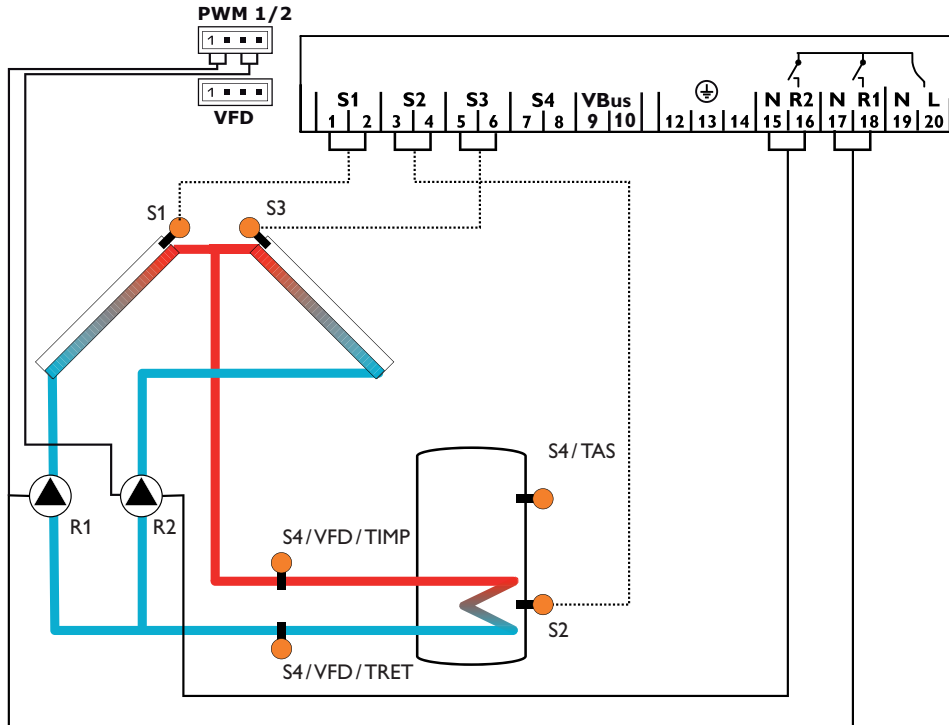 PWM 1/2
1
1
VFD
S1 S2 S3 S4 VBus N R2 N R1 N L
1 2 3 4 5 6 7 8 9 10 12 13 14 15 16 17 18 19 20
S1
S3
S4/TAS
R1
R2
S4/VFD/TIMP
S2
S4/VFD/TRET